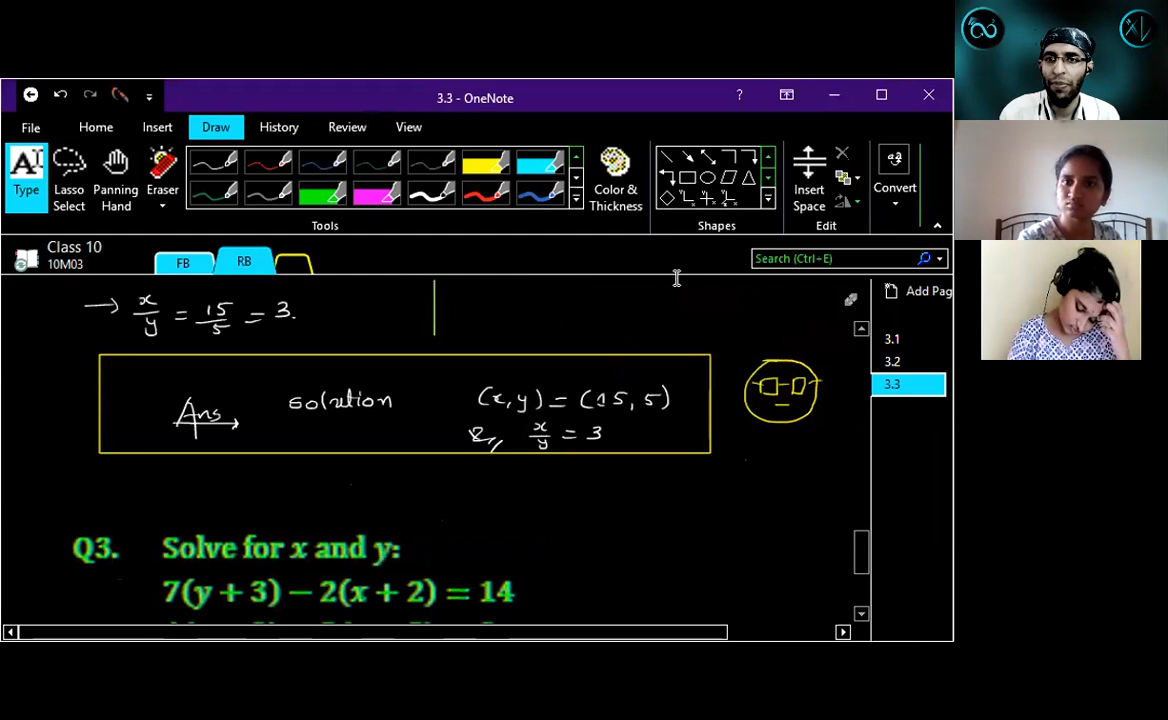 3.3 - OneNote
File Home Insert Draw History Review View
Type Lasso Select Panning Hand Eraser Color & Thickness Insert Space Convert
Tools Shapes Edit
Class 10
10M03
FB RB
Search (Ctrl+E)
Add Pag
3.1
3.2
3.3
→ x/y = 15/5 = 3.
Ans solution (x, y) = (15, 5)
&, x/y = 3
Q3. Solve for x and y:
7(y + 3) − 2(x + 2) = 14